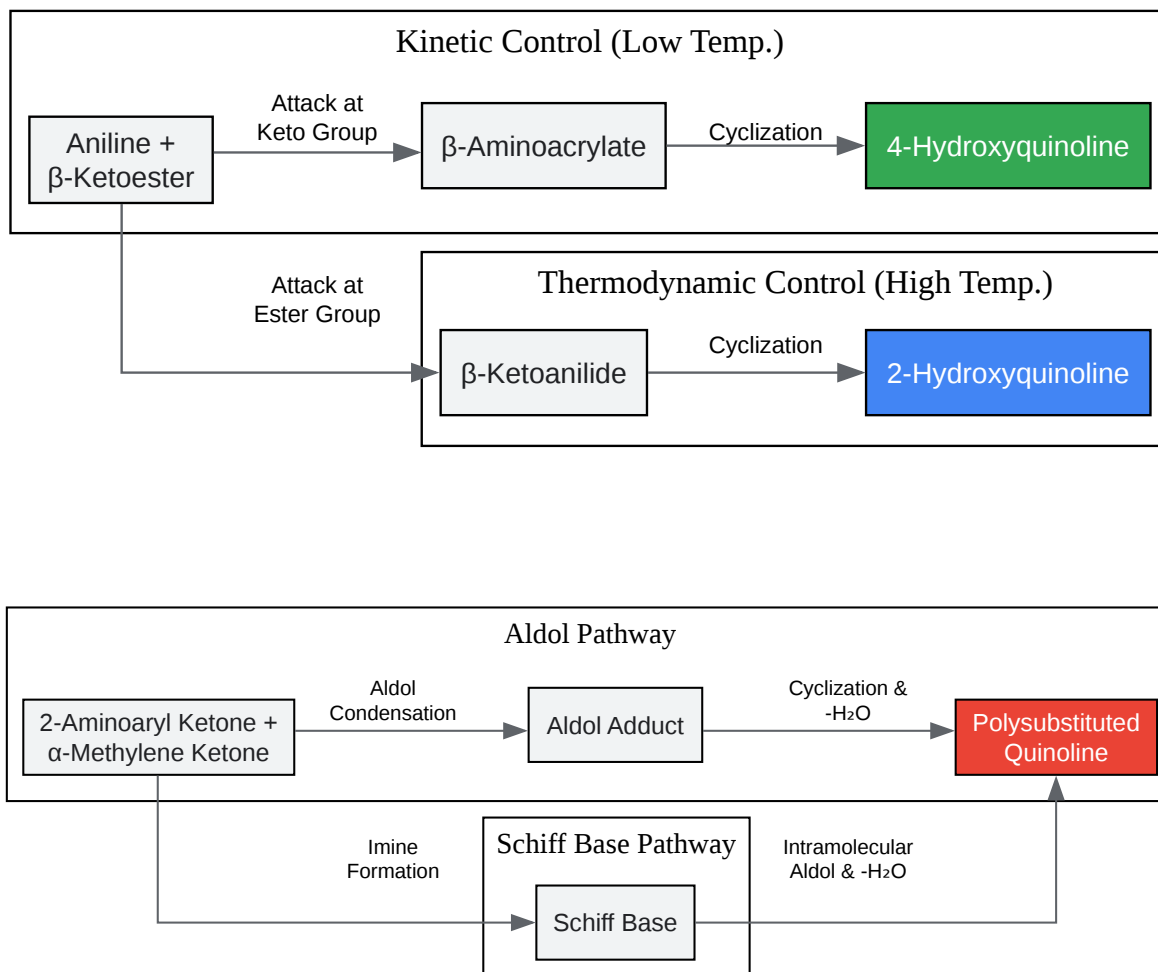 Kinetic Control (Low Temp.)
Attack at
Keto Group
Aniline +
β-Ketoester
β-Aminoacrylate
Cyclization
4-Hydroxyquinoline
Attack at
Ester Group
Thermodynamic Control (High Temp.)
β-Ketoanilide
Cyclization
2-Hydroxyquinoline
Aldol Pathway
2-Aminoaryl Ketone +
α-Methylene Ketone
Aldol
Condensation
Aldol Adduct
Cyclization &
-H₂O
Polysubstituted
Quinoline
Imine
Formation
Schiff Base Pathway
Schiff Base
Intramolecular
Aldol & -H₂O